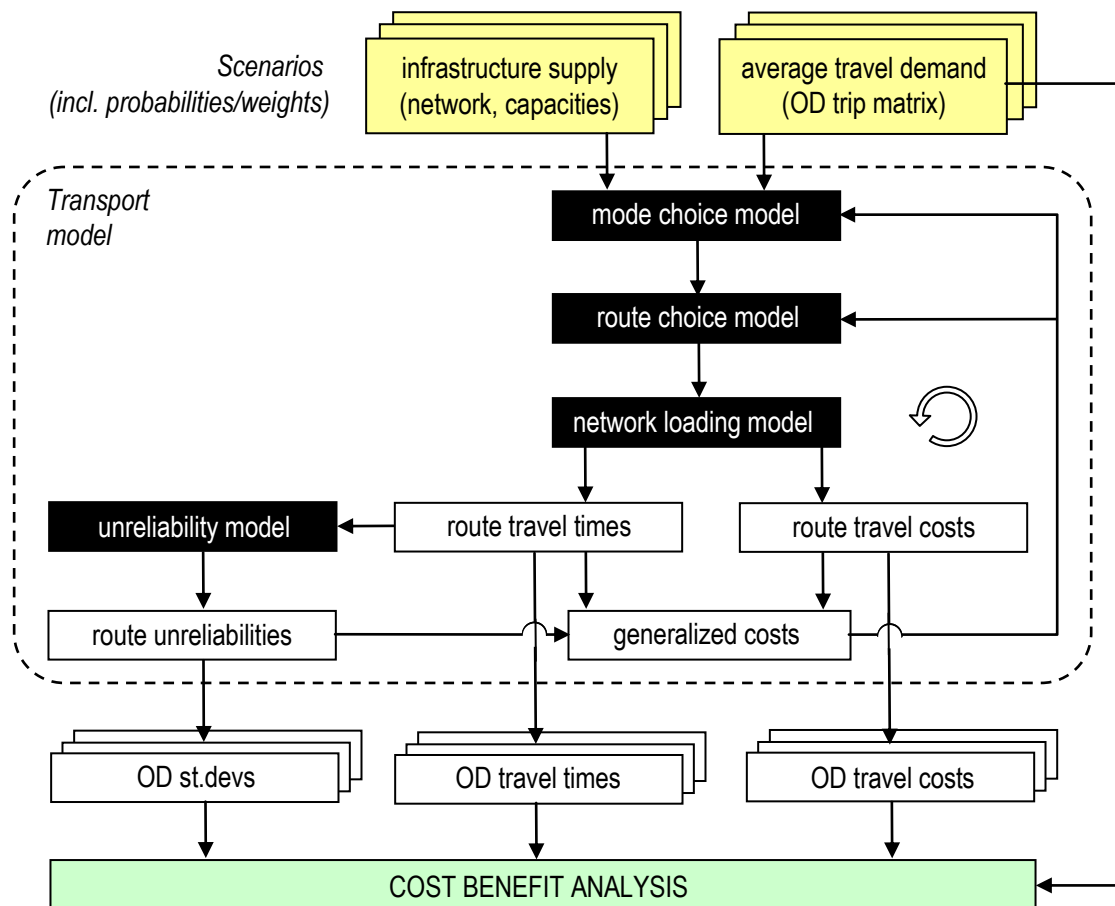 Scenarios
(incl. probabilities/weights)
infrastructure supply
(network, capacities)
average travel demand
(OD trip matrix)
Transport
model
mode choice model
route choice model
network loading model
unreliability model
route travel times
route travel costs
route unreliabilities
generalized costs
OD st.devs
OD travel times
OD travel costs
COST BENEFIT ANALYSIS